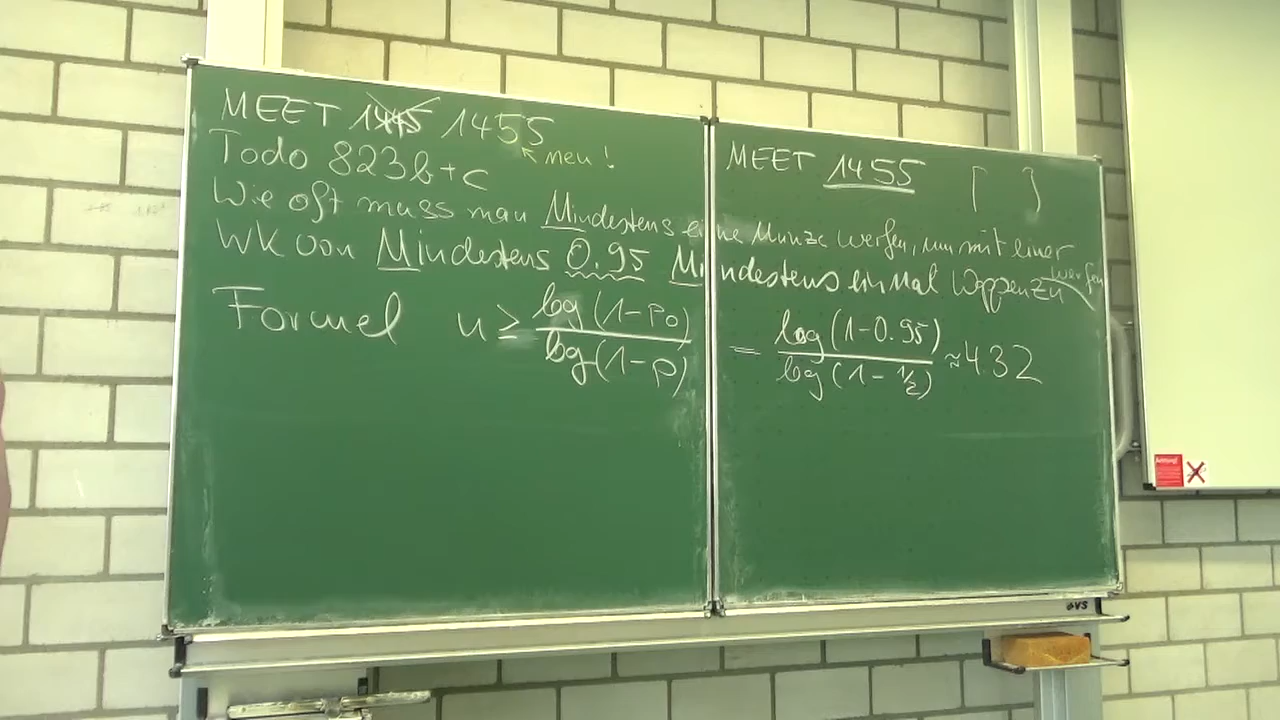 MEET 1445 1455
neu!
Todo 823b+c
MEET 1455 [ ]
Wie oft muss man Mindestens eine Münze werfen, um mit einer
WK von Mindestens 0.95 Mindestens einmal Wappen zu werfen
Formel n ≥ log(1-p₀) / log(1-p) = log(1-0.95) / log(1-½) ≈ 4.32
Achtung!
GVS